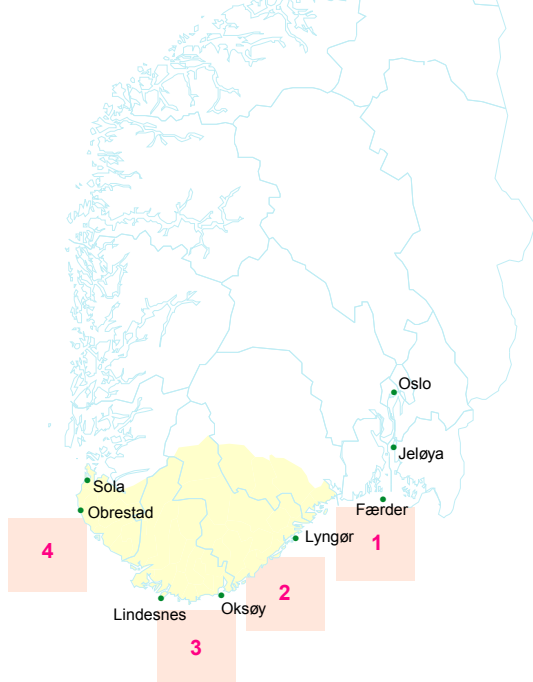 Oslo
Jeløya
Sola
Færder
Obrestad
Lyngør
1
4
2
Oksøy
Lindesnes
3